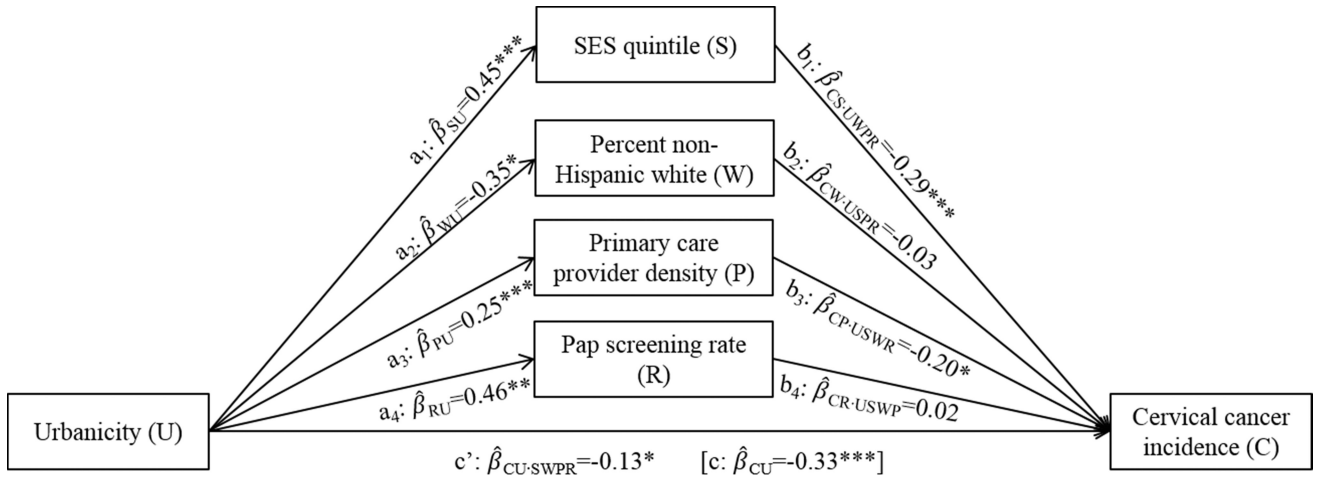 SES quintile (S)
a₁: β̂SU=0.45***
b₁: β̂CS·UWPR=-0.29***
Percent non-
Hispanic white (W)
a₂: β̂WU=-0.35*
b₂: β̂CW·USPR=-0.03
Primary care
provider density (P)
a₃: β̂PU=0.25***
b₃: β̂CP·USWR=-0.20*
Pap screening rate
(R)
a₄: β̂RU=0.46**
b₄: β̂CR·USWP=0.02
Urbanicity (U)
Cervical cancer
incidence (C)
c’: β̂CU·SWPR=-0.13* [c: β̂CU=-0.33***]